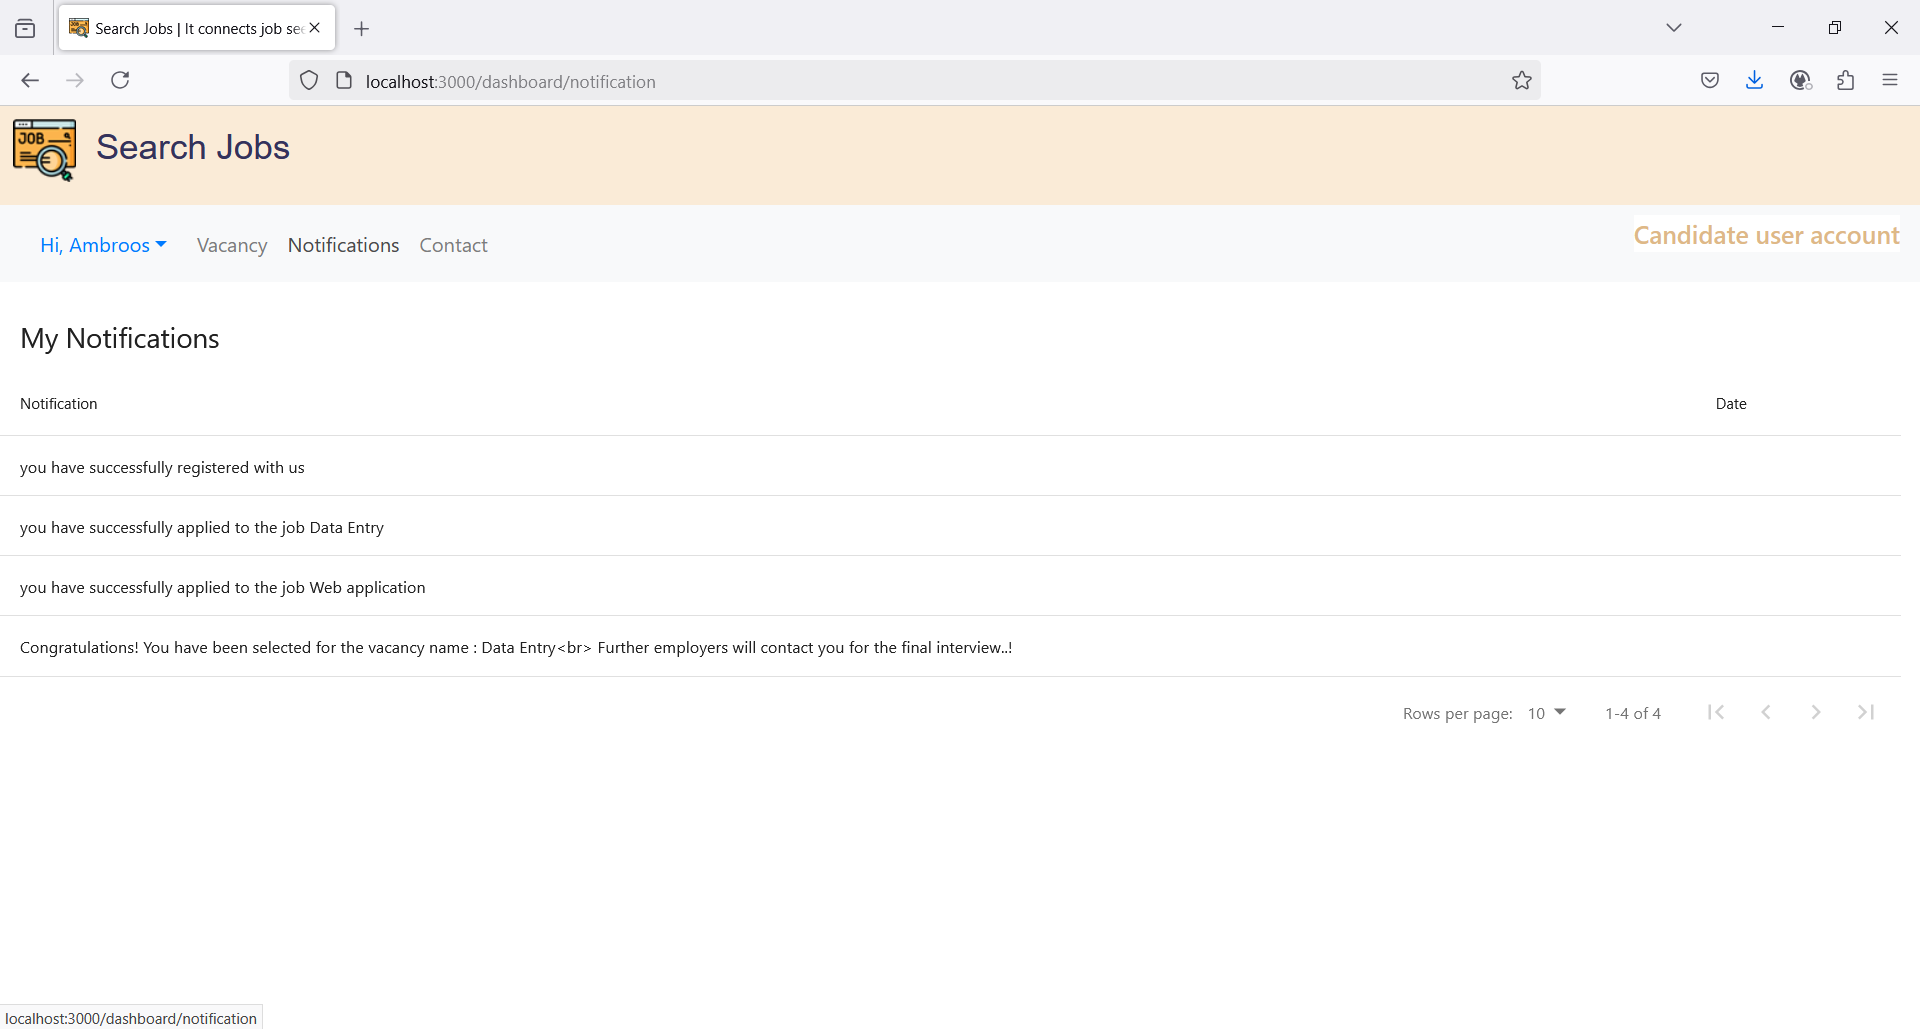 Search Jobs | It connects job se
localhost:3000/dashboard/notification
JOB
Search Jobs
Hi, Ambroos
Vacancy
Notifications
Contact
Candidate user account
My Notifications
Notification
Date
you have successfully registered with us
you have successfully applied to the job Data Entry
you have successfully applied to the job Web application
Congratulations! You have been selected for the vacancy name : Data Entry<br> Further employers will contact you for the final interview..!
Rows per page: 10
1-4 of 4
localhost:3000/dashboard/notification